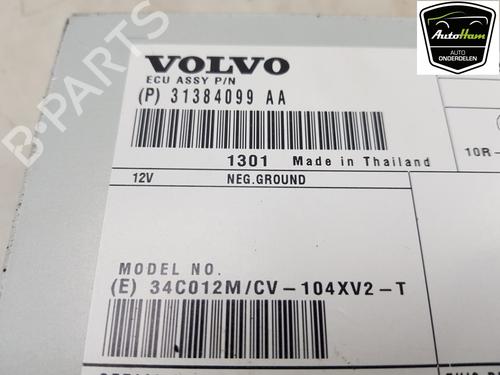 VOLVO
ECU ASSY P/N
(P) 31384099 AA
1301 Made in Thailand
10R-
12V NEG.GROUND
MODEL NO.
(E) 34C012M/CV-104XV2-T
AutoHam
AUTO
ONDERDELEN